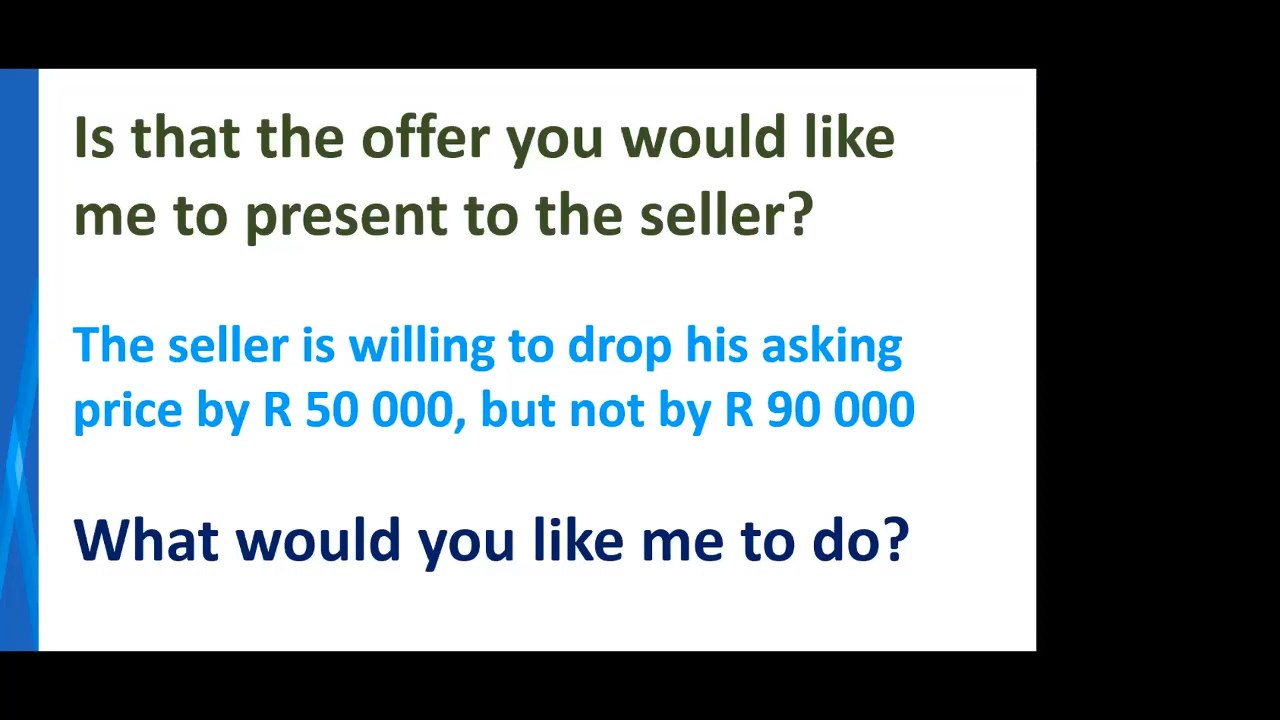 Is that the offer you would like
me to present to the seller?
The seller is willing to drop his asking
price by R 50 000, but not by R 90 000
What would you like me to do?